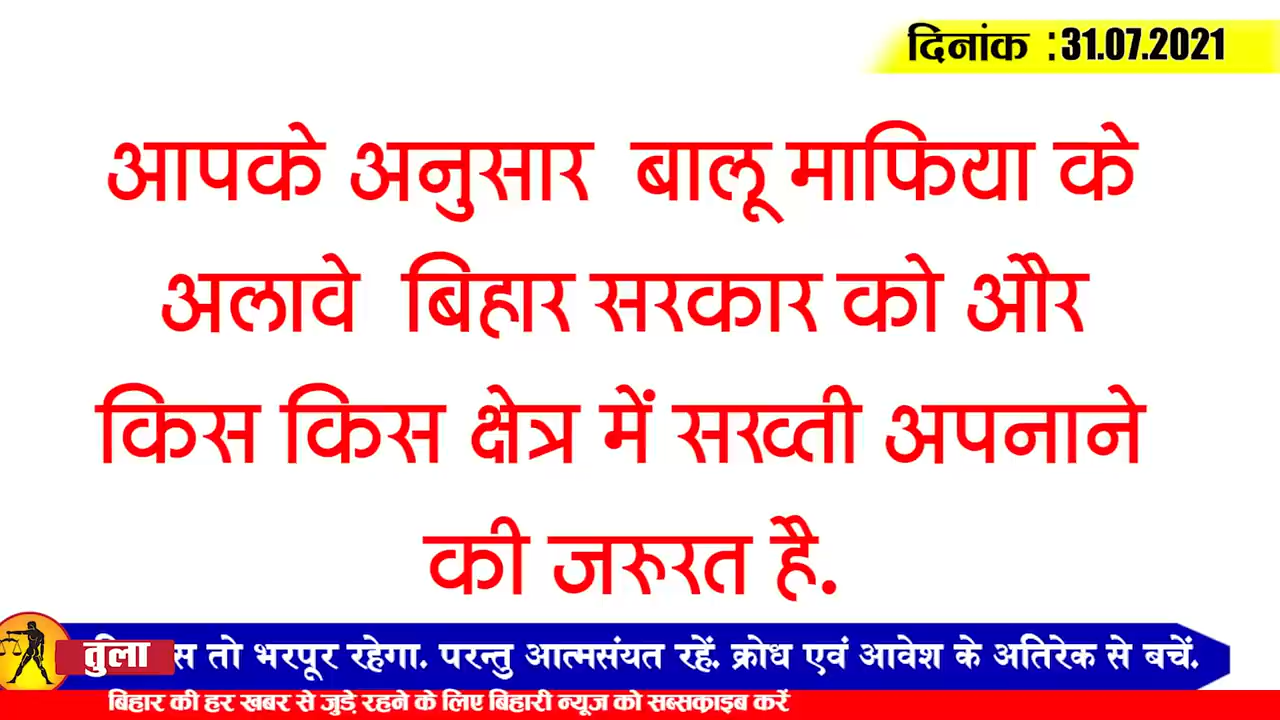 दिनांक :31.07.2021
आपके अनुसार बालू माफिया के
अलावे बिहार सरकार को और
किस किस क्षेत्र में सख्ती अपनाने
की जरुरत है.
तुला
तो भरपूर रहेगा. परन्तु आत्मसंयत रहें. क्रोध एवं आवेश के अतिरेक से बचें.
बिहार की हर खबर से जुड़े रहने के लिए बिहारी न्यूज को सब्सक्राइब करें